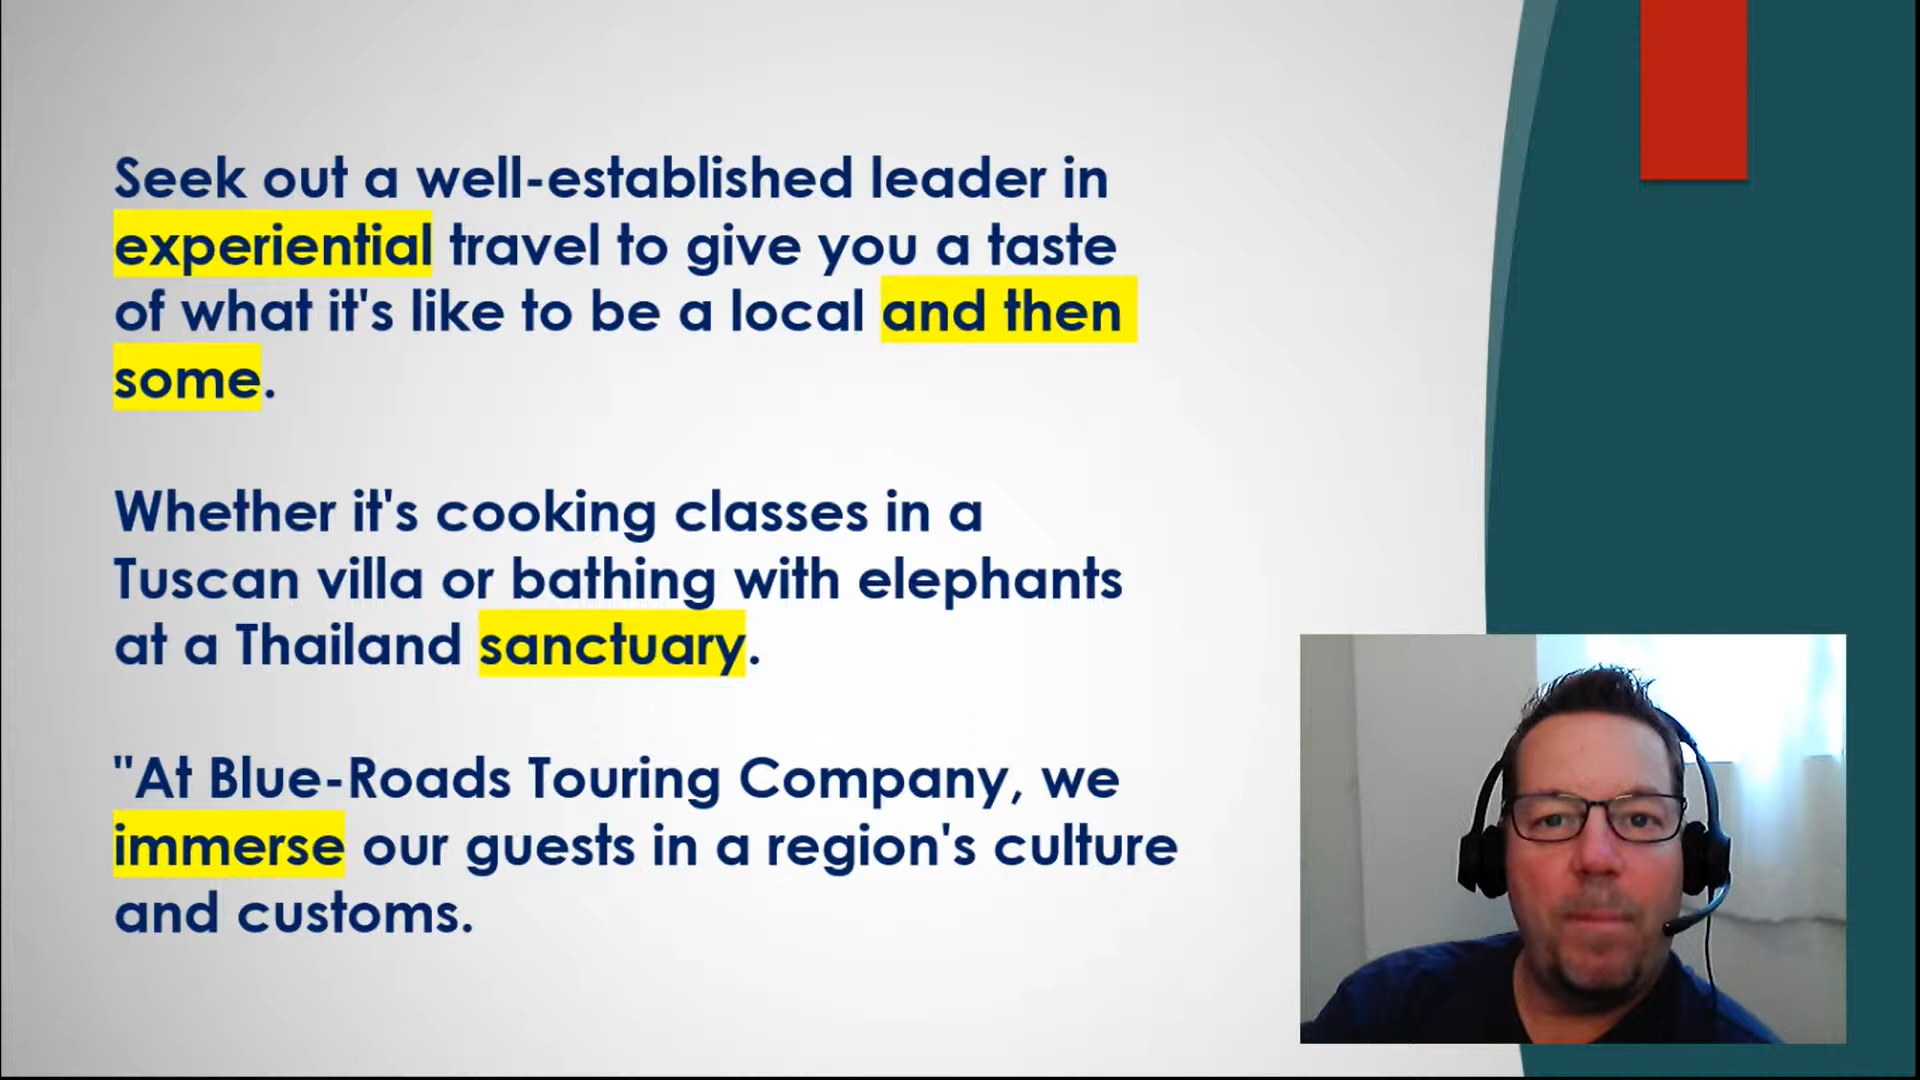 Seek out a well-established leader in
experiential travel to give you a taste
of what it's like to be a local and then
some.
Whether it's cooking classes in a
Tuscan villa or bathing with elephants
at a Thailand sanctuary.
"At Blue-Roads Touring Company, we
immerse our guests in a region's culture
and customs.